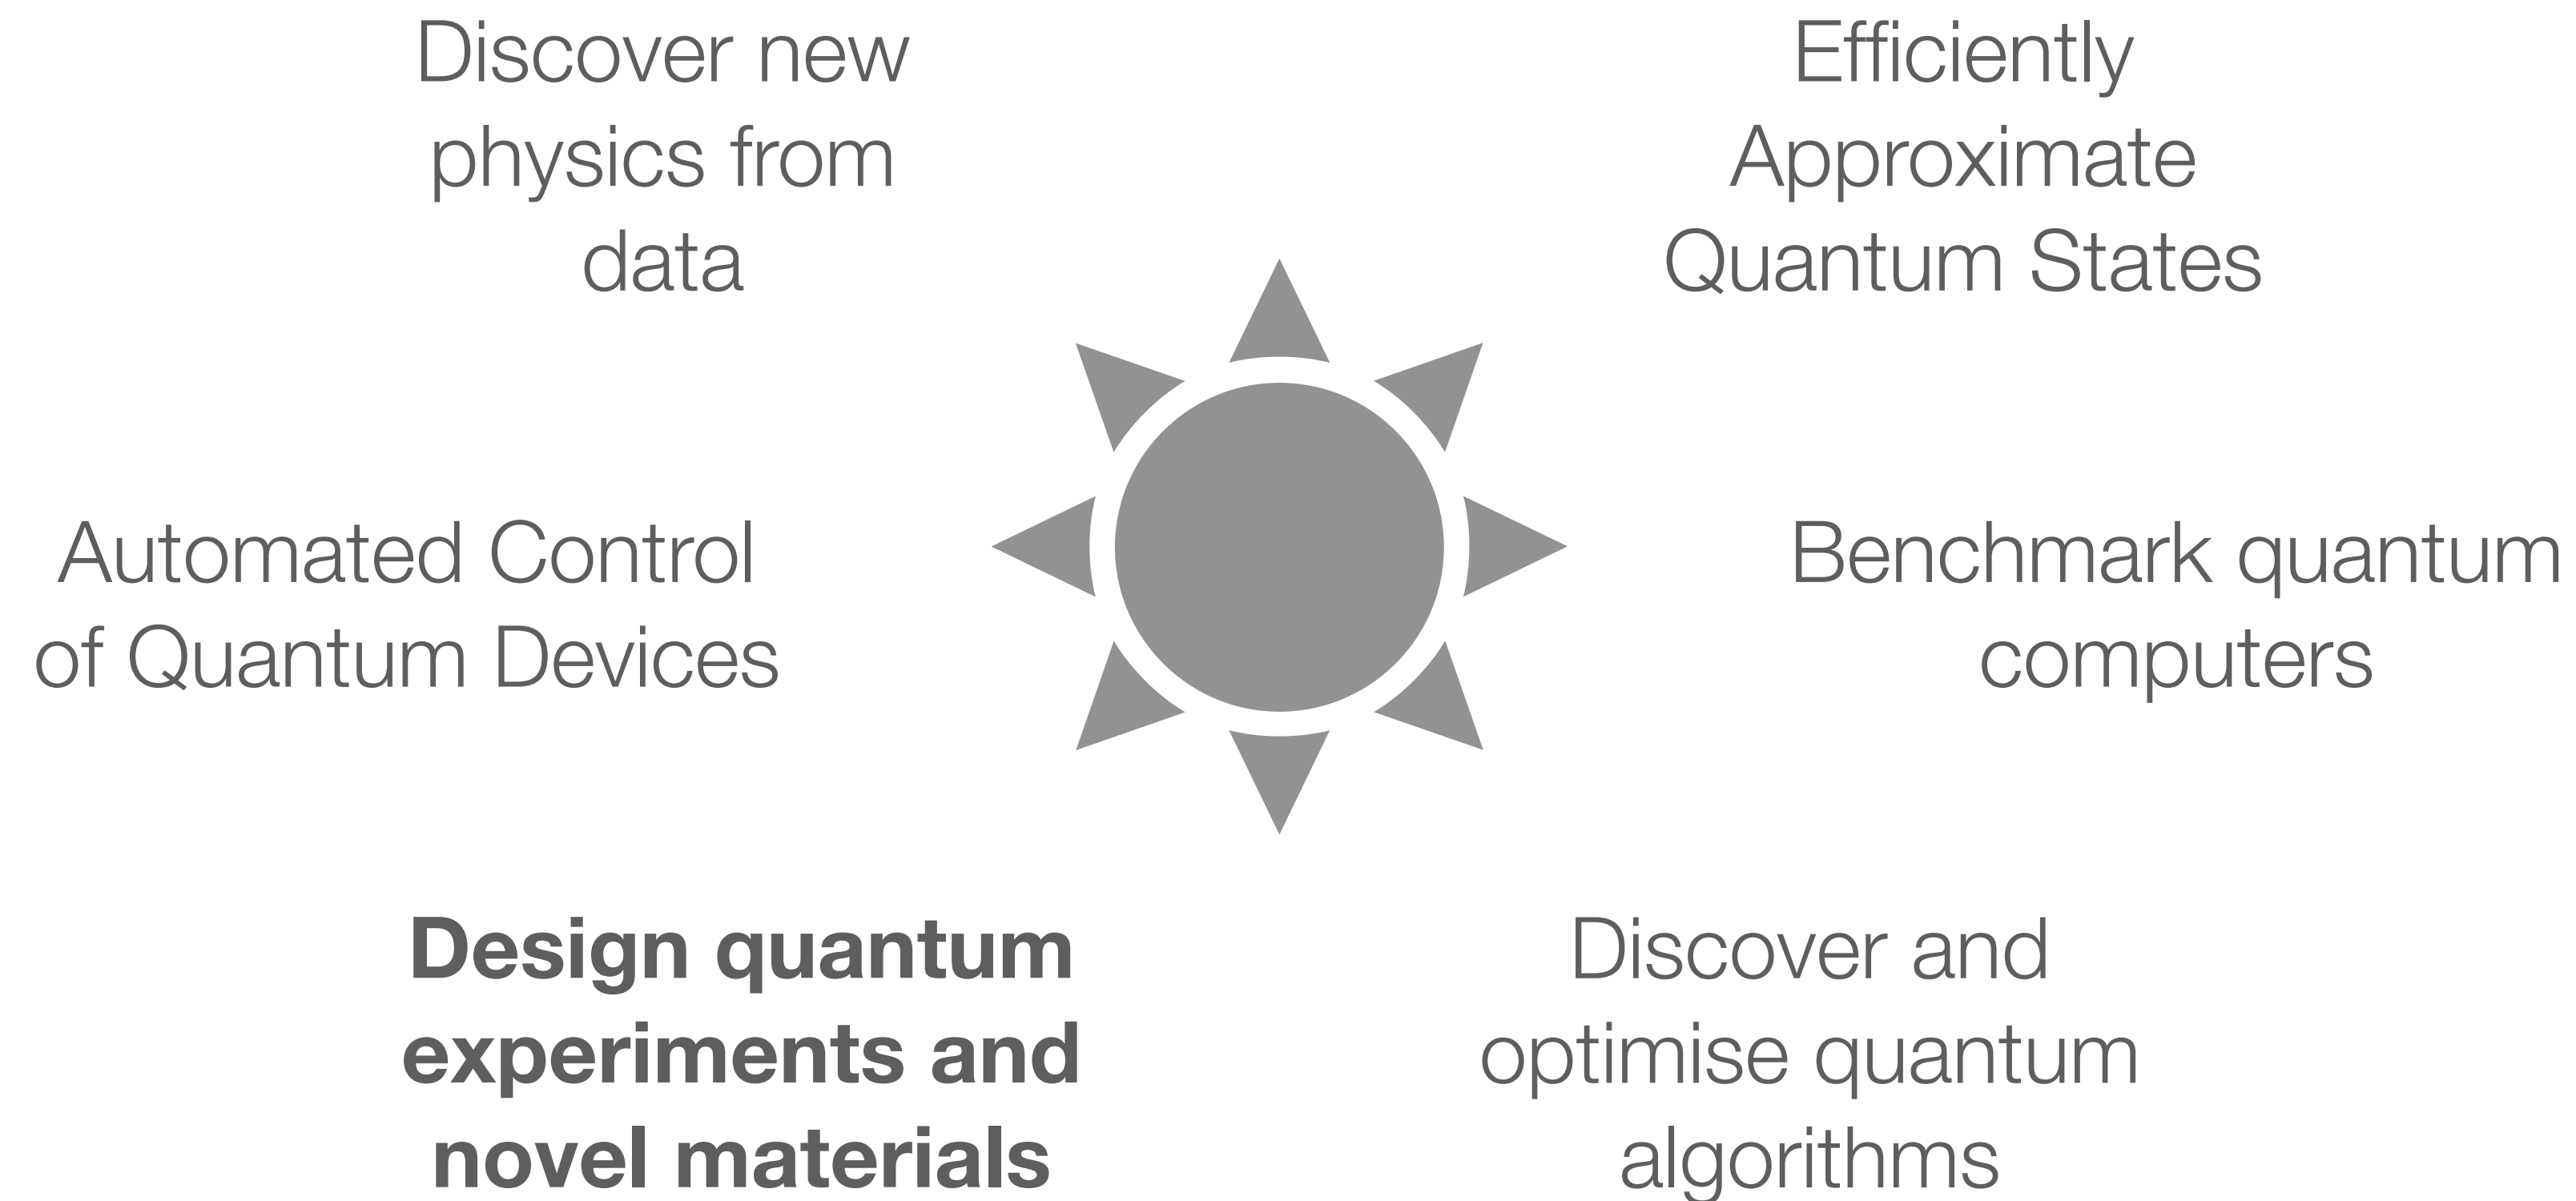 Discover new
physics from
data
Efficiently
Approximate
Quantum States
Automated Control
of Quantum Devices
Benchmark quantum
computers
Design quantum
experiments and
novel materials
Discover and
optimise quantum
algorithms